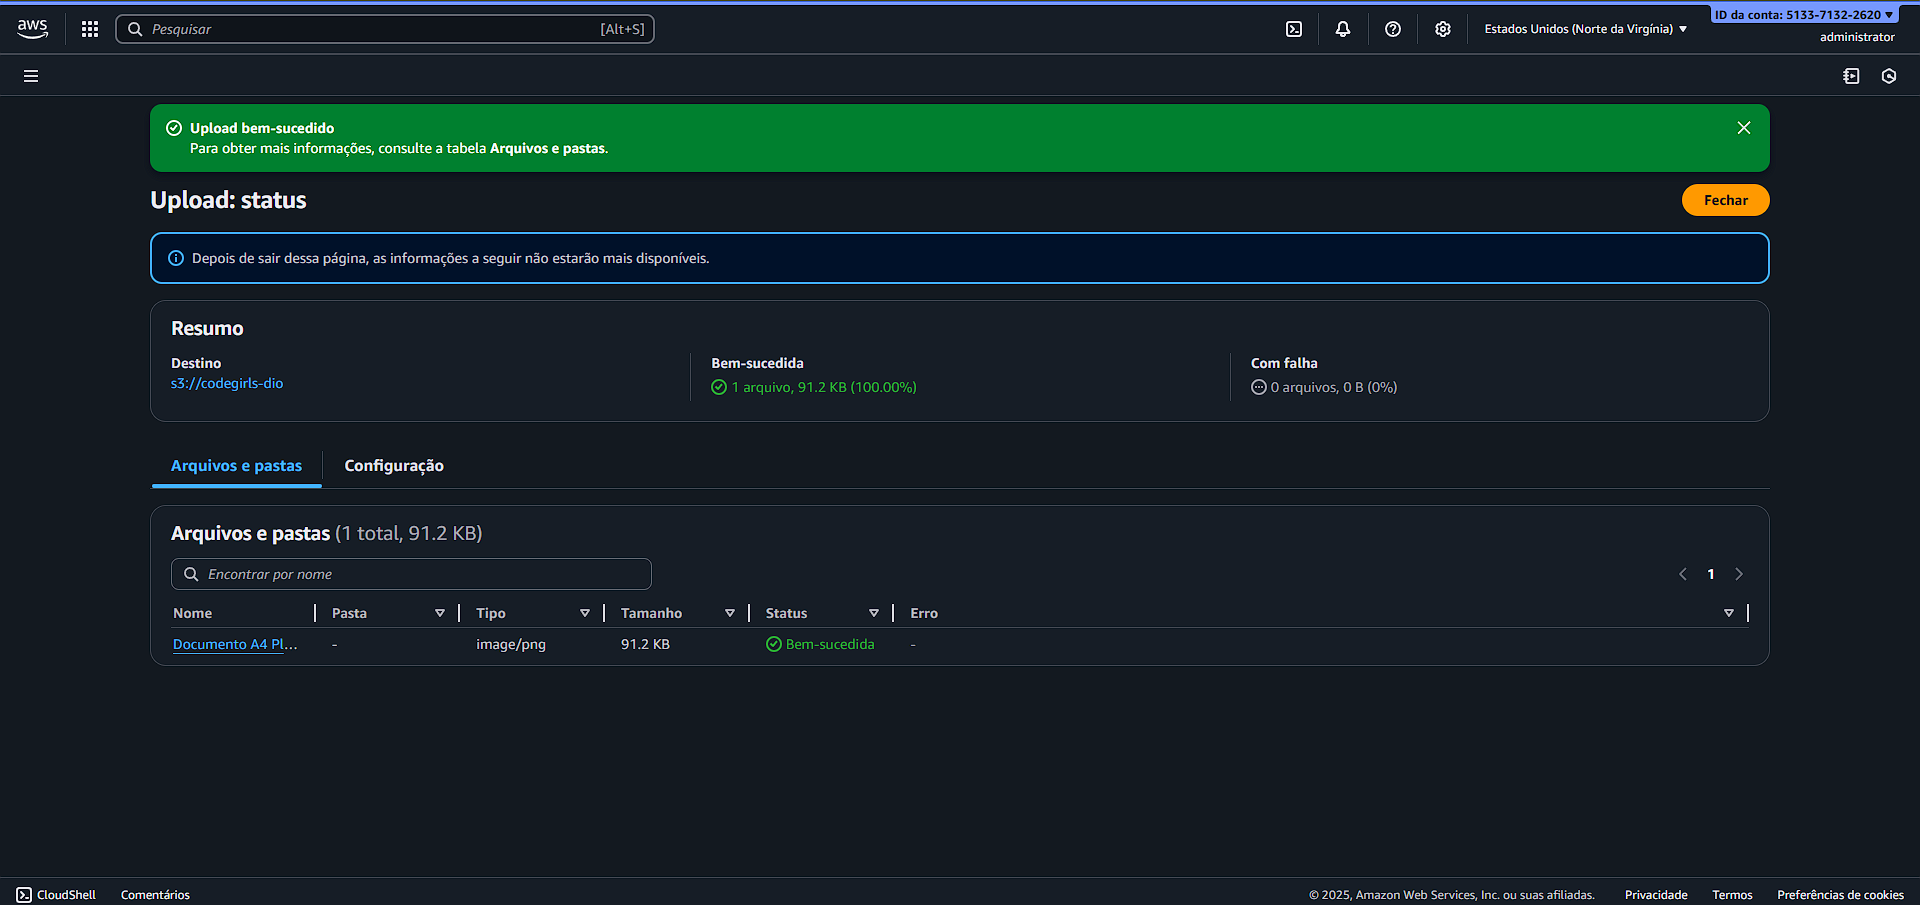 aws
Pesquisar [Alt+S]
Estados Unidos (Norte da Virgínia)
ID da conta: 5133-7132-2620
administrator
Upload bem-sucedido
Para obter mais informações, consulte a tabela Arquivos e pastas.
Upload: status
Fechar
Depois de sair dessa página, as informações a seguir não estarão mais disponíveis.
Resumo
Destino Bem-sucedida Com falha
s3://codegirls-dio 1 arquivo, 91.2 KB (100.00%) 0 arquivos, 0 B (0%)
Arquivos e pastas Configuração
Arquivos e pastas (1 total, 91.2 KB)
Encontrar por nome
1
Nome Pasta Tipo Tamanho Status Erro
Documento A4 Pl... - image/png 91.2 KB Bem-sucedida -
CloudShell Comentários © 2025, Amazon Web Services, Inc. ou suas afiliadas. Privacidade Termos Preferências de cookies